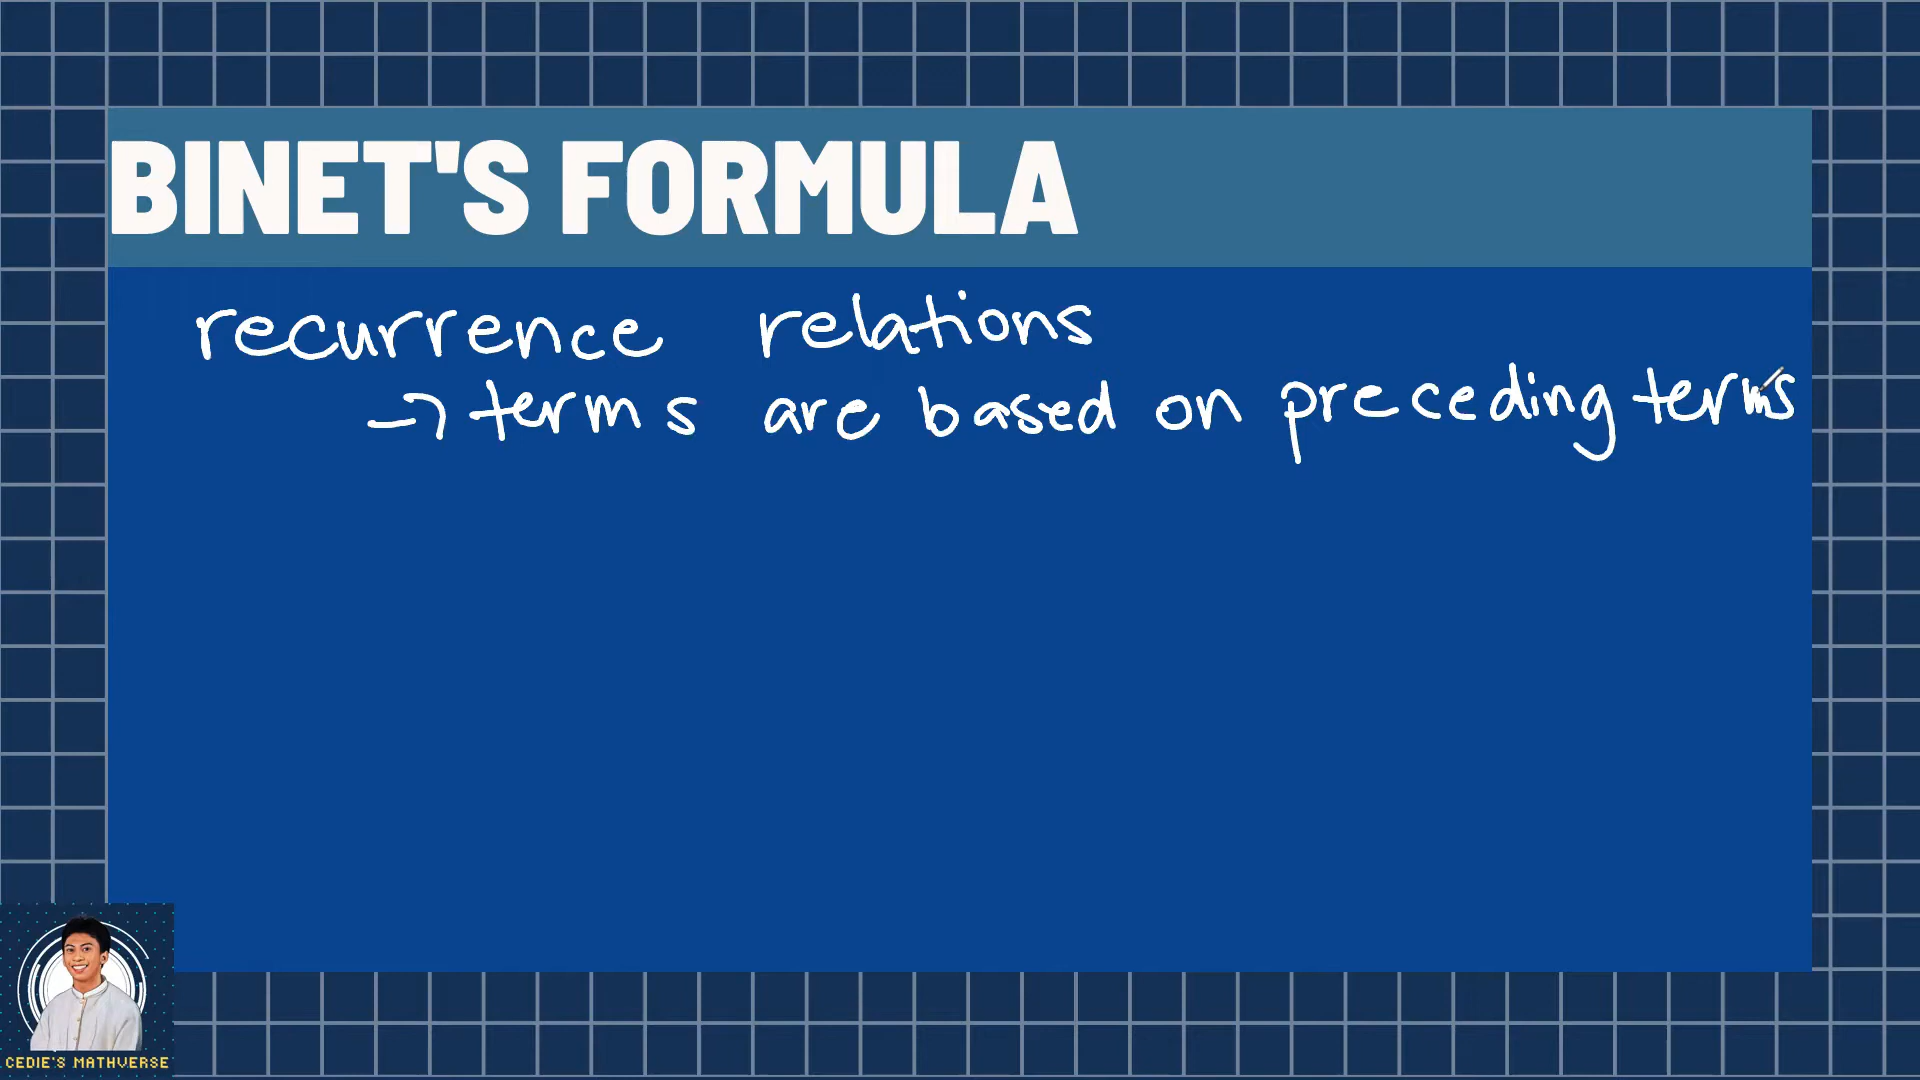 BINET'S FORMULA
recurrence relations
→ terms are based on preceding terms
CEDIE'S MATHVERSE